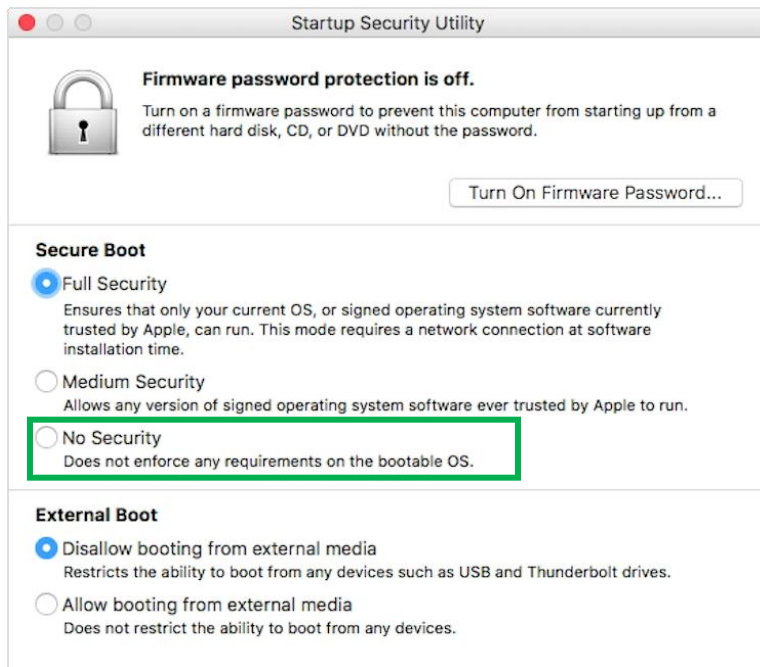 Startup Security Utility
Firmware password protection is off.
Turn on a firmware password to prevent this computer from starting up from a
different hard disk, CD, or DVD without the password.
Turn On Firmware Password...
Secure Boot
Full Security
Ensures that only your current OS, or signed operating system software currently
trusted by Apple, can run. This mode requires a network connection at software
installation time.
Medium Security
Allows any version of signed operating system software ever trusted by Apple to run.
No Security
Does not enforce any requirements on the bootable OS.
External Boot
Disallow booting from external media
Restricts the ability to boot from any devices such as USB and Thunderbolt drives.
Allow booting from external media
Does not restrict the ability to boot from any devices.